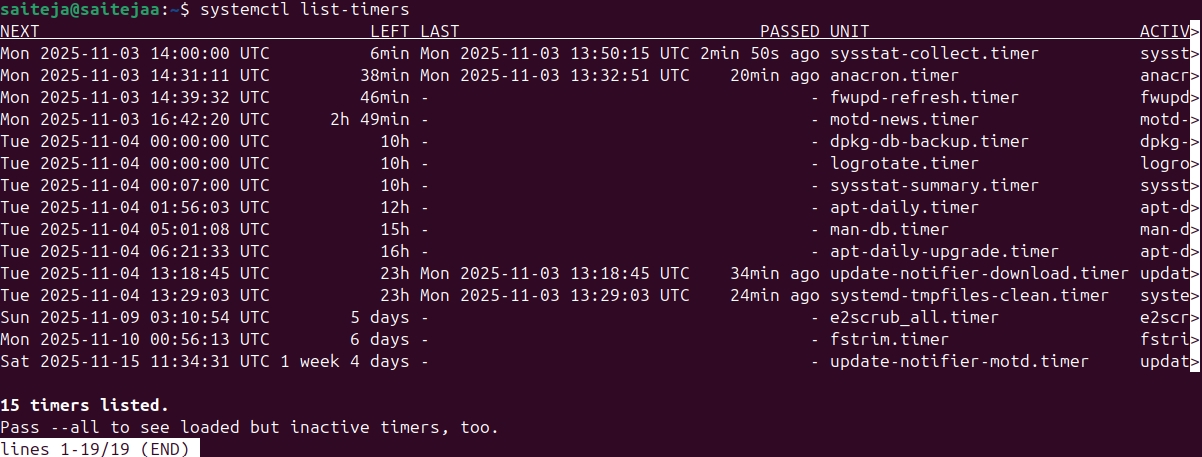 saiteja@saitejaa:~$ systemctl list-timers
NEXT                            LEFT LAST                              PASSED UNIT                           ACTIV>
Mon 2025-11-03 14:00:00 UTC          6min Mon 2025-11-03 13:50:15 UTC 2min 50s ago sysstat-collect.timer          sysst>
Mon 2025-11-03 14:31:11 UTC         38min Mon 2025-11-03 13:32:51 UTC    20min ago anacron.timer                  anacr>
Mon 2025-11-03 14:39:32 UTC         46min -                                      - fwupd-refresh.timer            fwupd>
Mon 2025-11-03 16:42:20 UTC      2h 49min -                                      - motd-news.timer                motd->
Tue 2025-11-04 00:00:00 UTC           10h -                                      - dpkg-db-backup.timer           dpkg->
Tue 2025-11-04 00:00:00 UTC           10h -                                      - logrotate.timer                logro>
Tue 2025-11-04 00:07:00 UTC           10h -                                      - sysstat-summary.timer          sysst>
Tue 2025-11-04 01:56:03 UTC           12h -                                      - apt-daily.timer                apt-d>
Tue 2025-11-04 05:01:08 UTC           15h -                                      - man-db.timer                   man-d>
Tue 2025-11-04 06:21:33 UTC           16h -                                      - apt-daily-upgrade.timer        apt-d>
Tue 2025-11-04 13:18:45 UTC           23h Mon 2025-11-03 13:18:45 UTC    34min ago update-notifier-download.timer updat>
Tue 2025-11-04 13:29:03 UTC           23h Mon 2025-11-03 13:29:03 UTC    24min ago systemd-tmpfiles-clean.timer   syste>
Sun 2025-11-09 03:10:54 UTC        5 days -                                      - e2scrub_all.timer              e2scr>
Mon 2025-11-10 00:56:13 UTC        6 days -                                      - fstrim.timer                   fstri>
Sat 2025-11-15 11:34:31 UTC 1 week 4 days -                                      - update-notifier-motd.timer     updat>
15 timers listed.
Pass --all to see loaded but inactive timers, too.
lines 1-19/19 (END)